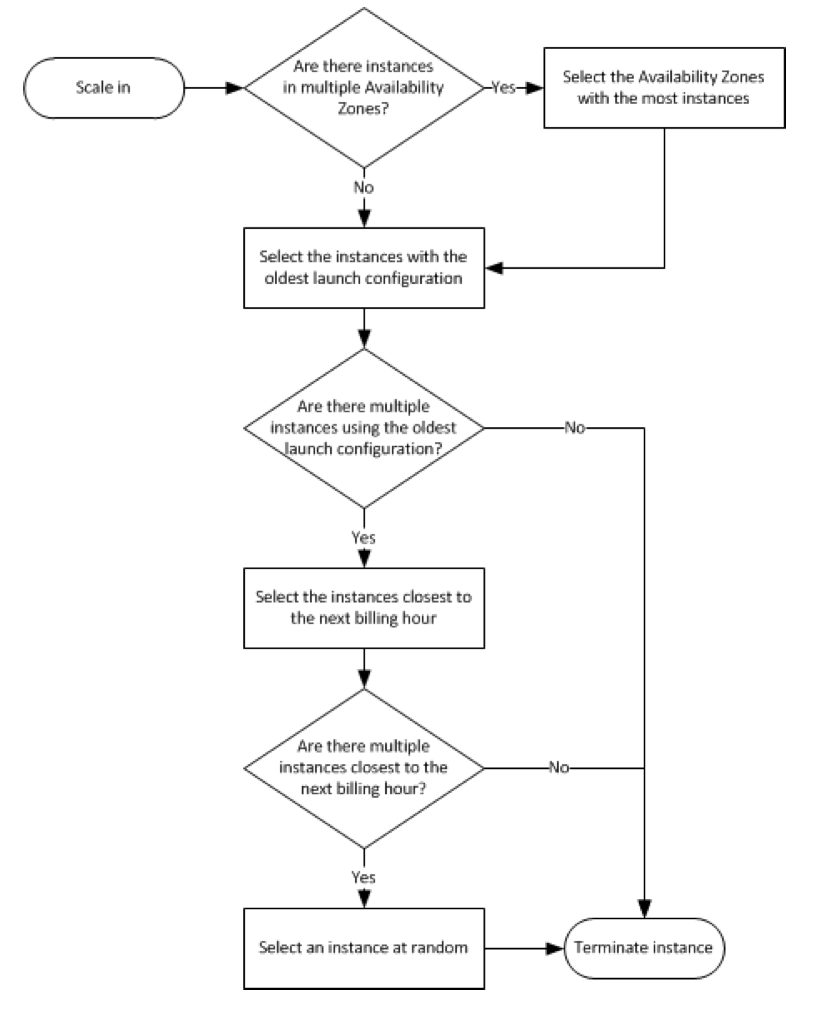 Scale in
Are there instances
in multiple Availability
Zones?
Yes
Select the Availability Zones
with the most instances
No
Select the instances with the
oldest launch configuration
Are there multiple
instances using the oldest
launch configuration?
No
Yes
Select the instances closest to
the next billing hour
Are there multiple
instances closest to the
next billing hour?
No
Yes
Select an instance at random
Terminate instance